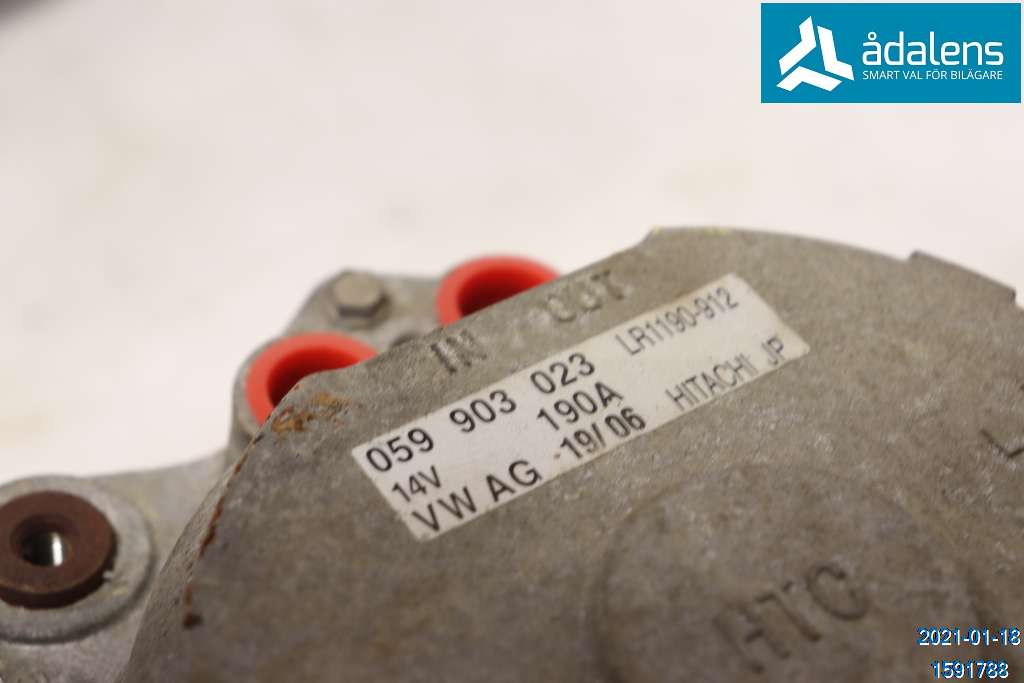 ådalens
SMART VAL FÖR BILÄGARE
IN OUT
059 903 023 LR1190-912
14V 190A
VW AG 19/06 HITACHI JP
HTC
2021-01-18
1591788